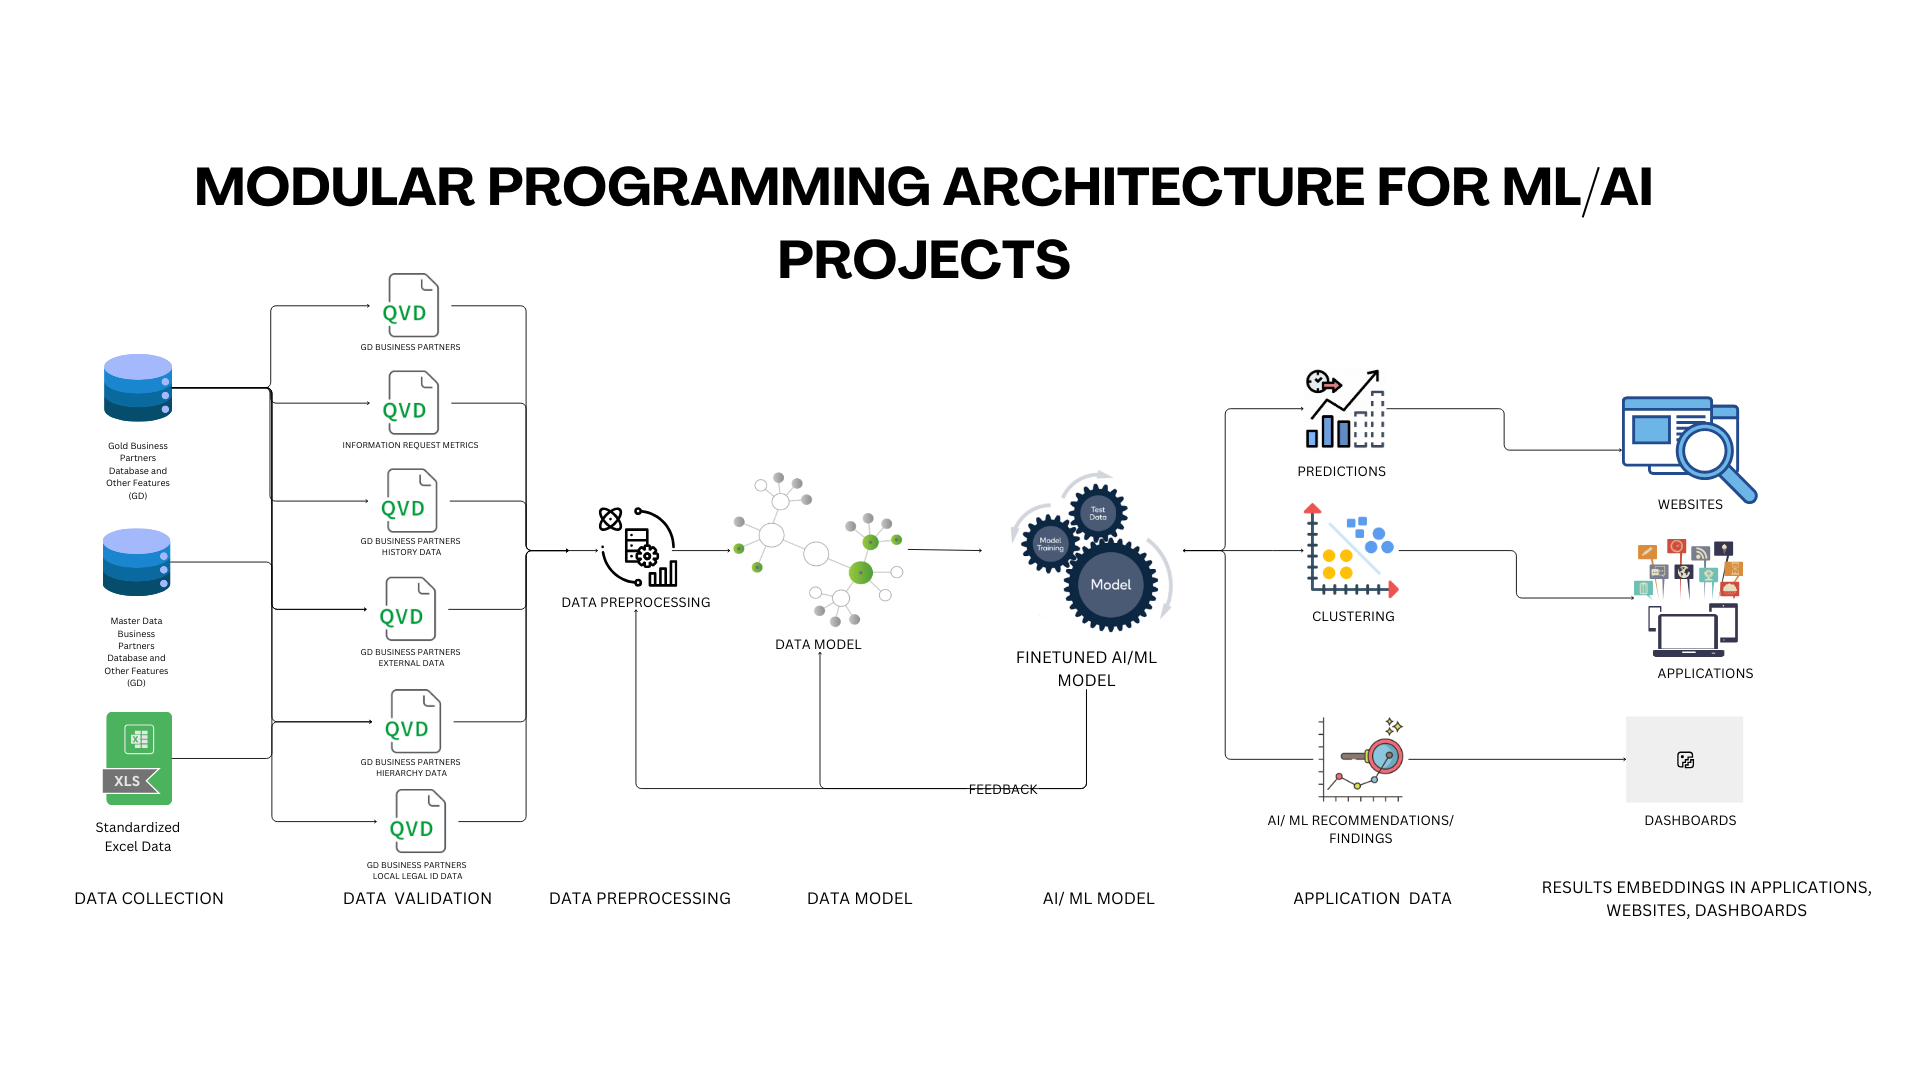 MODULAR PROGRAMMING ARCHITECTURE FOR ML/AI
PROJECTS
Gold Business
Partners
Database and
Other Features
(GD)
Master Data
Business
Partners
Database and
Other Features
(GD)
XLS
Standardized
Excel Data
DATA COLLECTION
QVD
GD BUSINESS PARTNERS
QVD
INFORMATION REQUEST METRICS
QVD
GD BUSINESS PARTNERS
HISTORY DATA
QVD
GD BUSINESS PARTNERS
EXTERNAL DATA
QVD
GD BUSINESS PARTNERS
HIERARCHY DATA
QVD
GD BUSINESS PARTNERS
LOCAL LEGAL ID DATA
DATA  VALIDATION
DATA PREPROCESSING
DATA PREPROCESSING
DATA MODEL
DATA MODEL
Test
Data
Model
Training
Model
FINETUNED AI/ML
MODEL
FEEDBACK
AI/ ML MODEL
PREDICTIONS
CLUSTERING
AI/ ML RECOMMENDATIONS/
FINDINGS
APPLICATION  DATA
WEBSITES
APPLICATIONS
DASHBOARDS
RESULTS EMBEDDINGS IN APPLICATIONS,
WEBSITES, DASHBOARDS